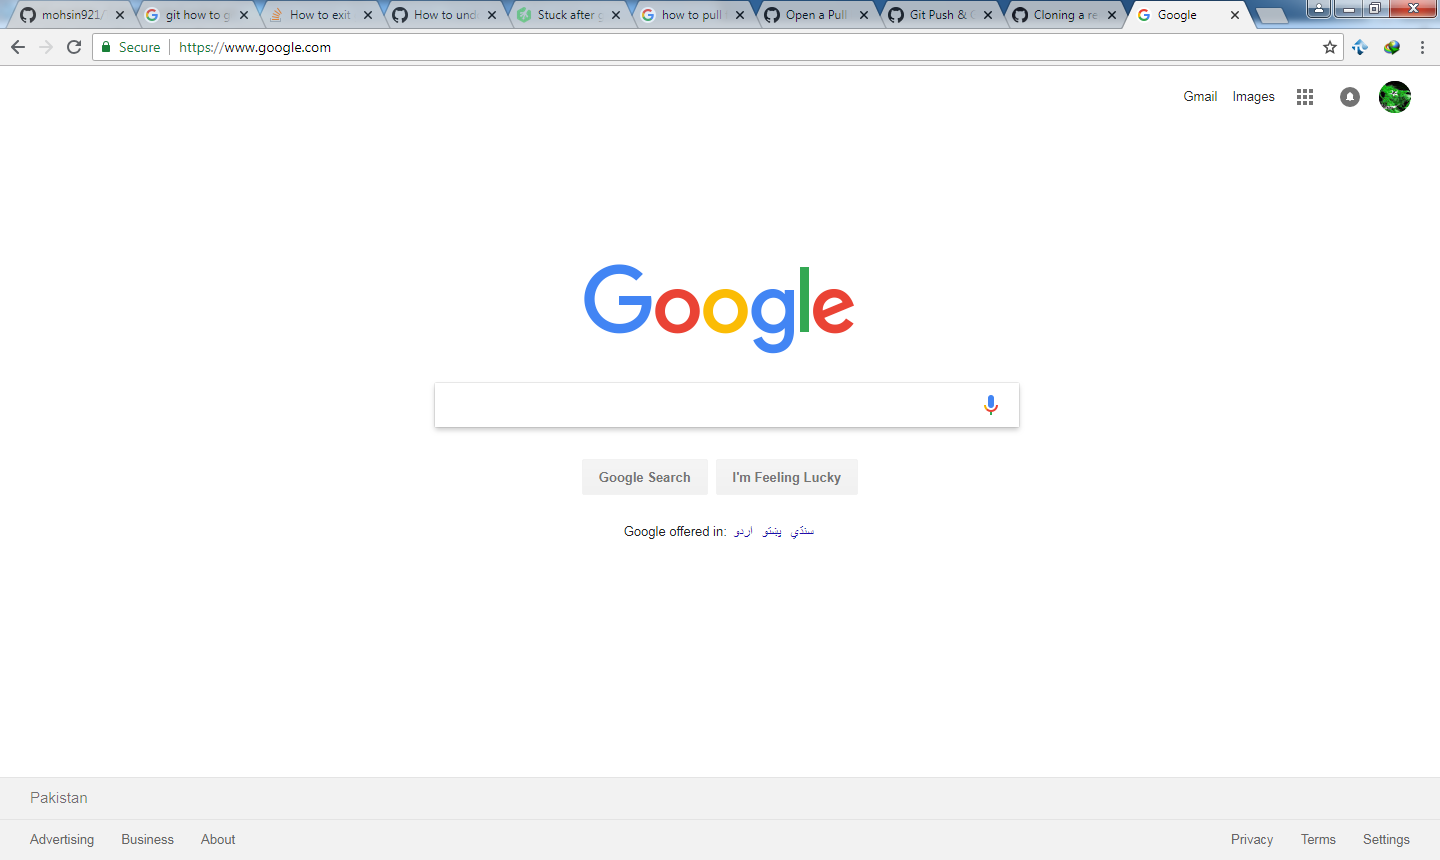 mohsin921/
git how to g
How to exit
How to und
Stuck after g
how to pull
Open a Pull
Git Push & C
Cloning a re
Google
Secure https://www.google.com
Gmail Images
Google
Google Search I'm Feeling Lucky
Google offered in: اردو پښتو سنڌي
Pakistan
Advertising Business About Privacy Terms Settings